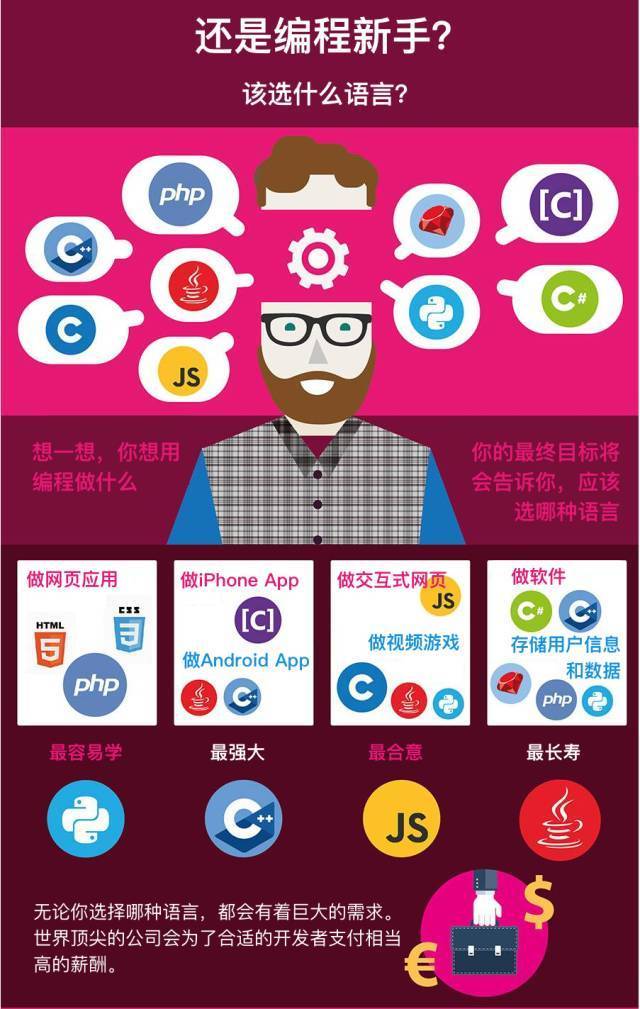 还是编程新手?
该选什么语言?
php
[C]
C++
C#
C
JS
想一想，你想用
编程做什么
你的最终目标将
会告诉你，应该
选哪种语言
做网页应用
HTML
5
CSS
3
php
做iPhone App
[C]
做Android App
C++
做交互式网页
JS
做视频游戏
C
做软件
C#
C++
存储用户信息
和数据
php
最容易学
最强大
最合意
最长寿
C++
JS
无论你选择哪种语言，都会有着巨大的需求。
世界顶尖的公司会为了合适的开发者支付相当
高的薪酬。
$
€